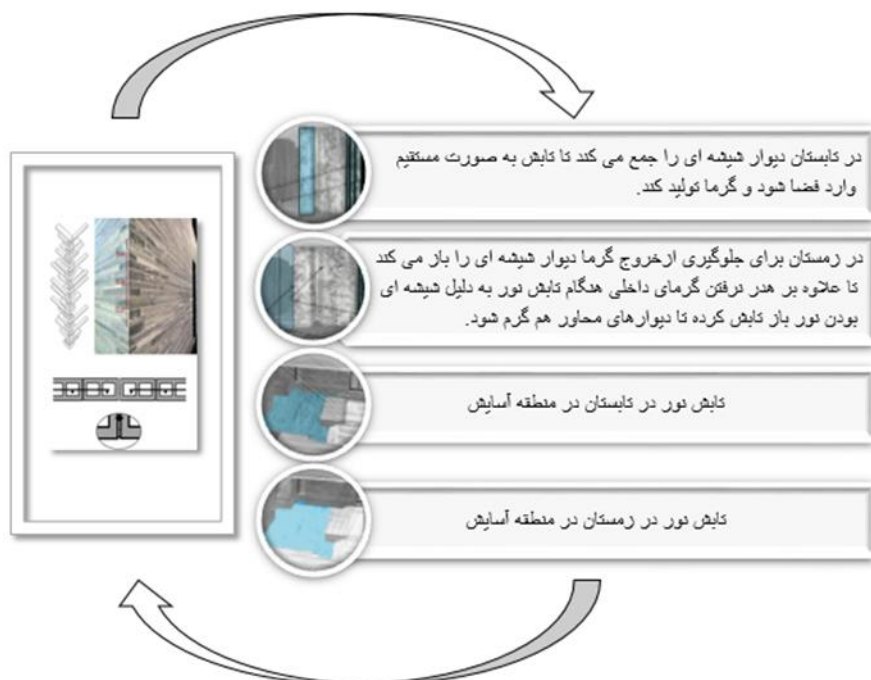 در تابستان دیوار شیشه ای را جمع می کند تا تابش به صورت مستقیم
وارد فضا شود و گرما تولید کند.
در زمستان برای جلوگیری ازخروج گرما دیوار شیشه ای را باز می کند
تا علاوه بر هدر نرفتن گرمای داخلی هنگام تابش نور به دلیل شیشه ای
بودن نور باز تابش کرده تا دیوارهای محاور هم گرم شود.
تابش نور در تابستان در منطقه آسایش
تابش نور در زمستان در منطقه آسایش